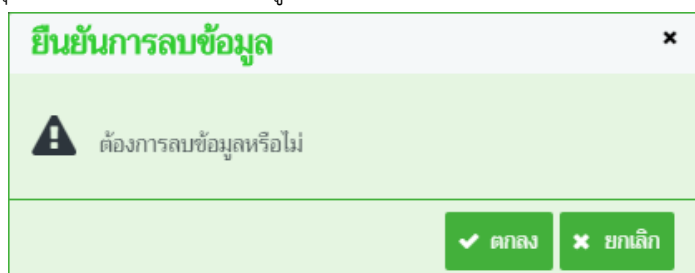 ยืนยันการลบข้อมูล
ต้องการลบข้อมูลหรือไม่
ตกลง ยกเลิก